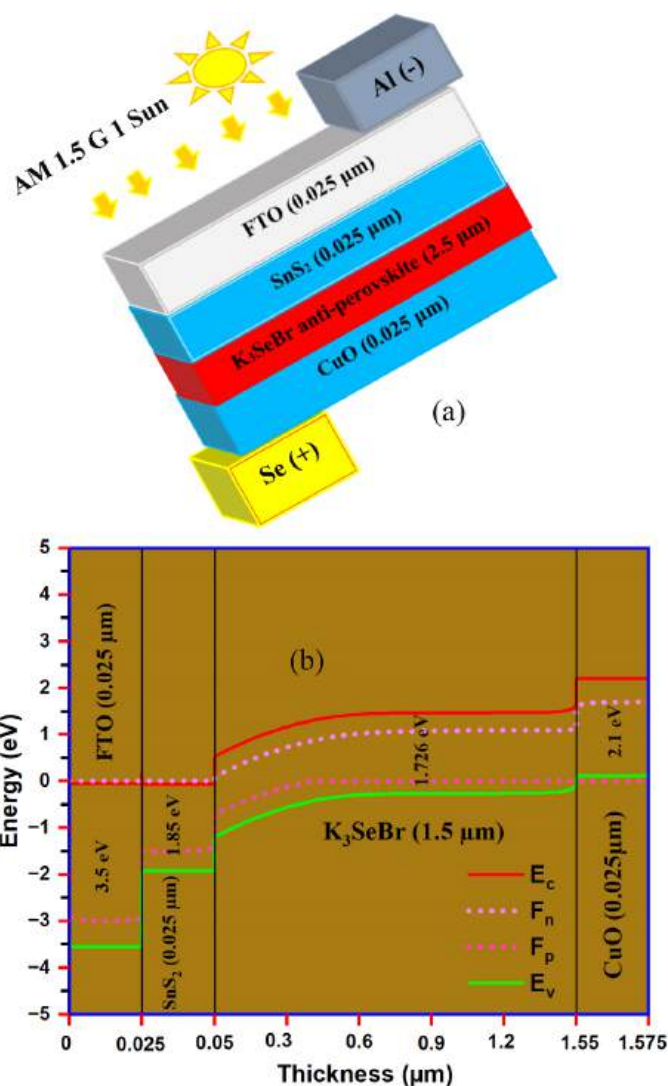 AM 1.5 G 1 Sun
Al (-)
FTO (0.025 μm)
SnS₂ (0.025 μm)
K₃SeBr anti-perovskite (2.5 μm)
CuO (0.025 μm)
Se (+)
(a)
Energy (eV)
5
4
3
2
1
0
−1
−2
−3
−4
−5
FTO (0.025 μm)
3.5 eV
1.85 eV
SnS₂ (0.025 μm)
(b)
1.726 eV
K₃SeBr (1.5 μm)
2.1 eV
CuO (0.025μm)
E_c
F_n
F_p
E_v
0 0.025 0.05 0.3 0.6 0.9 1.2 1.55 1.575
Thickness (μm)